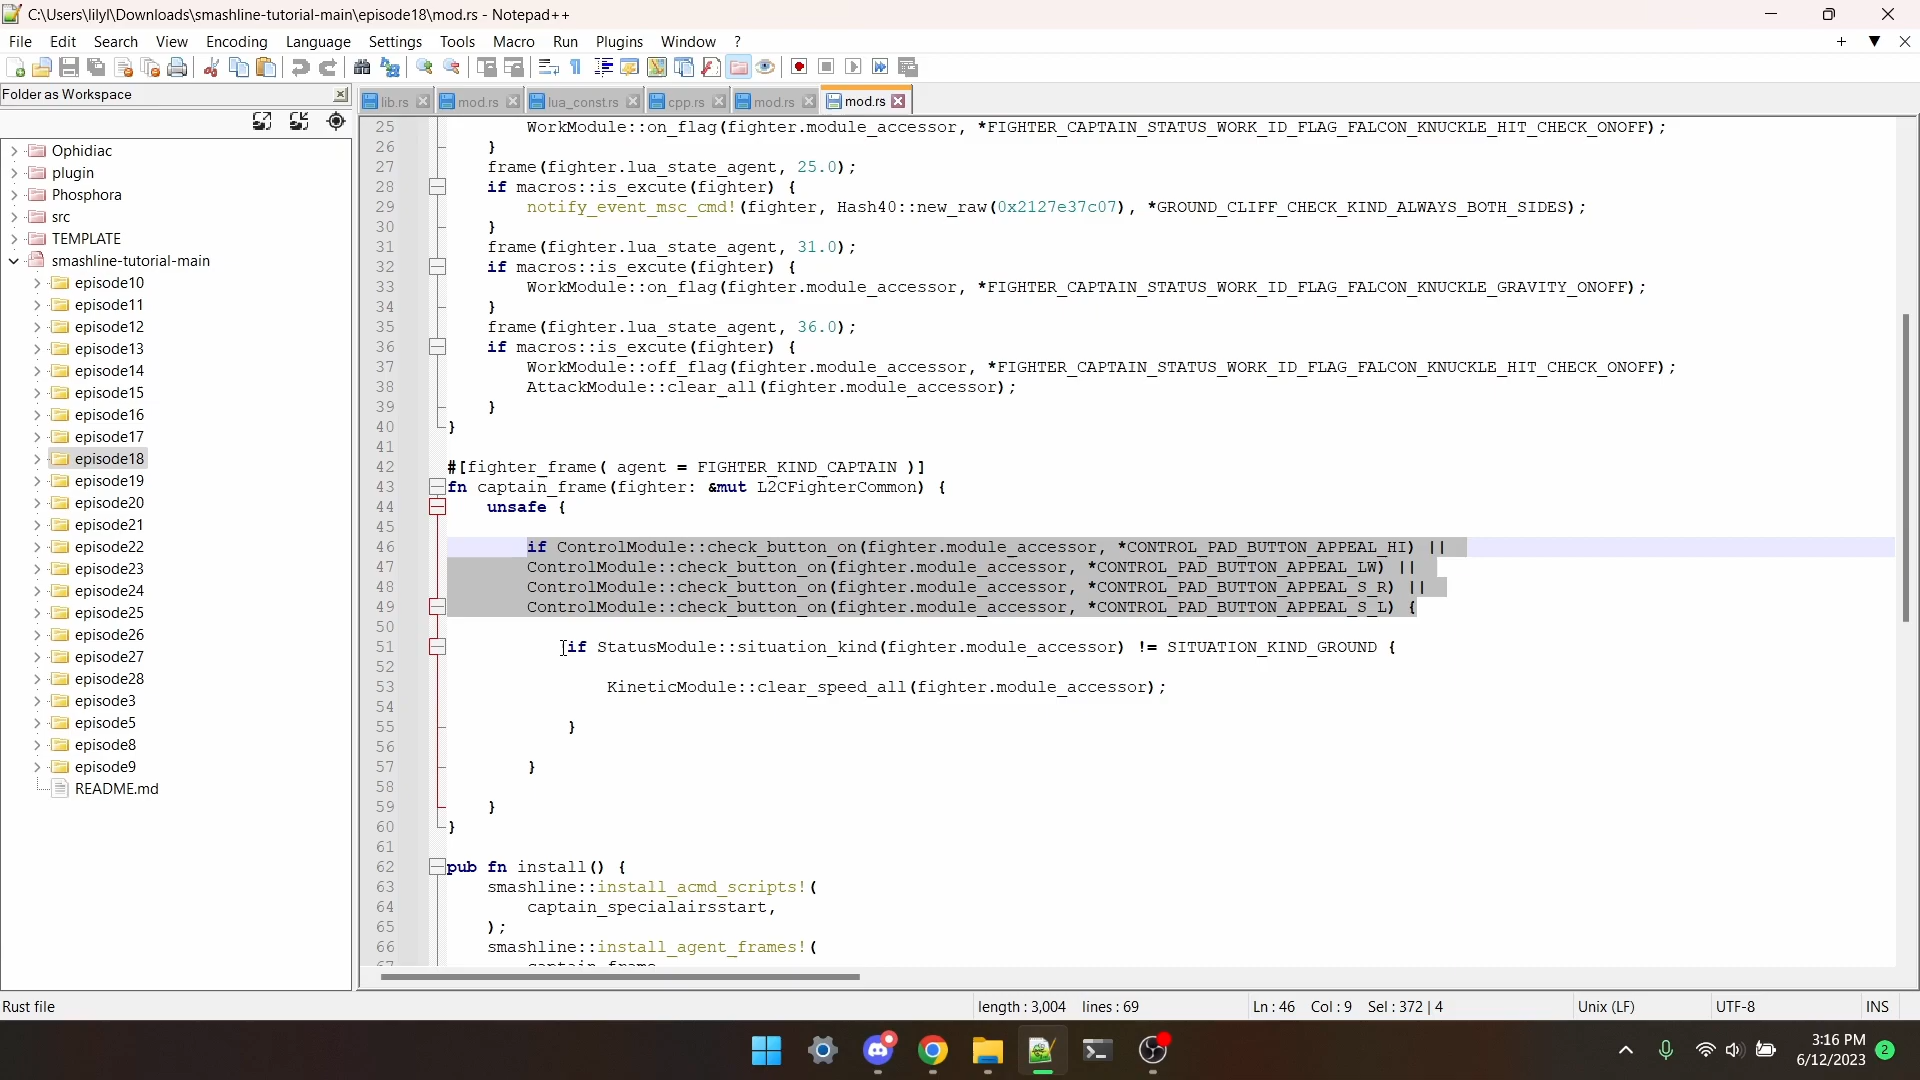 C:\Users\lilyl\Downloads\smashline-tutorial-main\episode18\mod.rs - Notepad++
File Edit Search View Encoding Language Settings Tools Macro Run Plugins Window ?
Folder as Workspace
lib.rs mod.rs lua_const.rs cpp.rs mod.rs mod.rs
Ophidiac
plugin
Phosphora
src
TEMPLATE
smashline-tutorial-main
episode10
episode11
episode12
episode13
episode14
episode15
episode16
episode17
episode18
episode19
episode20
episode21
episode22
episode23
episode24
episode25
episode26
episode27
episode28
episode3
episode5
episode8
episode9
README.md
25 WorkModule::on_flag(fighter.module_accessor, *FIGHTER_CAPTAIN_STATUS_WORK_ID_FLAG_FALCON_KNUCKLE_HIT_CHECK_ONOFF);
26 }
27 frame(fighter.lua_state_agent, 25.0);
28 if macros::is_excute(fighter) {
29 notify_event_msc_cmd!(fighter, Hash40::new_raw(0x2127e37c07), *GROUND_CLIFF_CHECK_KIND_ALWAYS_BOTH_SIDES);
30 }
31 frame(fighter.lua_state_agent, 31.0);
32 if macros::is_excute(fighter) {
33 WorkModule::on_flag(fighter.module_accessor, *FIGHTER_CAPTAIN_STATUS_WORK_ID_FLAG_FALCON_KNUCKLE_GRAVITY_ONOFF);
34 }
35 frame(fighter.lua_state_agent, 36.0);
36 if macros::is_excute(fighter) {
37 WorkModule::off_flag(fighter.module_accessor, *FIGHTER_CAPTAIN_STATUS_WORK_ID_FLAG_FALCON_KNUCKLE_HIT_CHECK_ONOFF);
38 AttackModule::clear_all(fighter.module_accessor);
39 }
40 }
41
42 #[fighter_frame( agent = FIGHTER_KIND_CAPTAIN )]
43 fn captain_frame(fighter: &mut L2CFighterCommon) {
44 unsafe {
45
46 if ControlModule::check_button_on(fighter.module_accessor, *CONTROL_PAD_BUTTON_APPEAL_HI) ||
47 ControlModule::check_button_on(fighter.module_accessor, *CONTROL_PAD_BUTTON_APPEAL_LW) ||
48 ControlModule::check_button_on(fighter.module_accessor, *CONTROL_PAD_BUTTON_APPEAL_S_R) ||
49 ControlModule::check_button_on(fighter.module_accessor, *CONTROL_PAD_BUTTON_APPEAL_S_L) {
50
51 if StatusModule::situation_kind(fighter.module_accessor) != SITUATION_KIND_GROUND {
52
53 KineticModule::clear_speed_all(fighter.module_accessor);
54
55 }
56
57 }
58
59 }
60 }
61
62 pub fn install() {
63 smashline::install_acmd_scripts!(
64 captain_specialairsstart,
65 );
66 smashline::install_agent_frames!(
67 captain_frame
Rust file length : 3,004 lines : 69 Ln : 46 Col : 9 Sel : 372 | 4 Unix (LF) UTF-8 INS
3:16 PM
6/12/2023
2